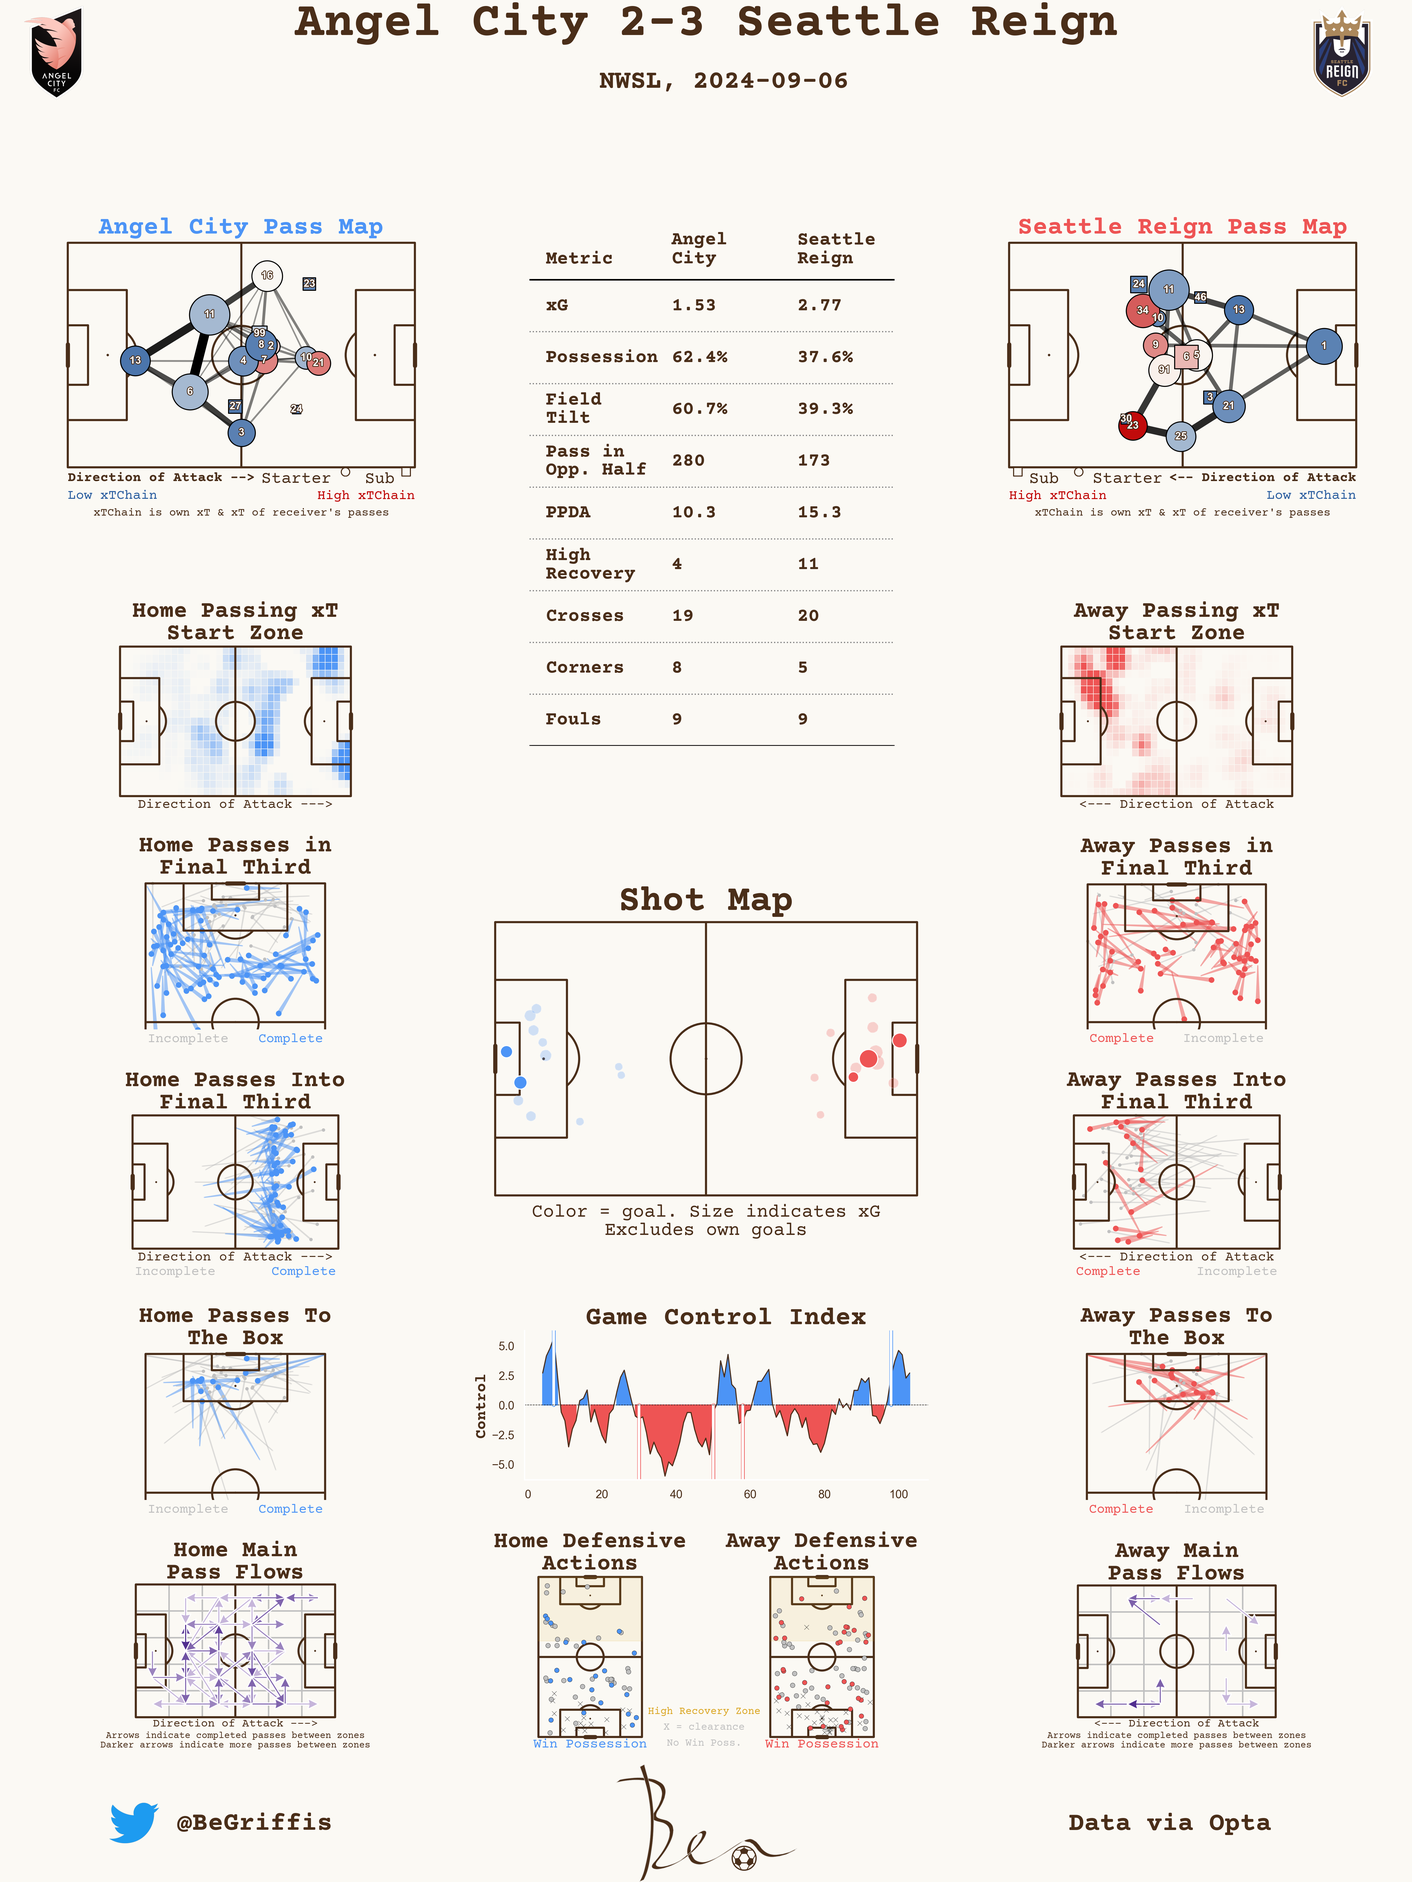 Angel City 2-3 Seattle Reign
NWSL, 2024-09-06
ANGEL
CITY
FC
SEATTLE
REIGN
FC
Angel City Pass Map
16
23
11
99
8
2
13
4
7
10
21
6
27
24
3
Direction of Attack --> Starter Sub
Low xTChain High xTChain
xTChain is own xT & xT of receiver's passes
Metric Angel City Seattle Reign
xG 1.53 2.77
Possession 62.4% 37.6%
Field Tilt 60.7% 39.3%
Pass in Opp. Half 280 173
PPDA 10.3 15.3
High Recovery 4 11
Crosses 19 20
Corners 8 5
Fouls 9 9
Seattle Reign Pass Map
24
11
46
34
10
13
9
6
5
1
91
3
21
30
23
25
Sub Starter <-- Direction of Attack
High xTChain Low xTChain
xTChain is own xT & xT of receiver's passes
Home Passing xT
Start Zone
Direction of Attack --->
Away Passing xT
Start Zone
<--- Direction of Attack
Home Passes in
Final Third
Incomplete Complete
Away Passes in
Final Third
Complete Incomplete
Shot Map
Color = goal. Size indicates xG
Excludes own goals
Home Passes Into
Final Third
Direction of Attack --->
Incomplete Complete
Away Passes Into
Final Third
<--- Direction of Attack
Complete Incomplete
Home Passes To
The Box
Incomplete Complete
Game Control Index
Control
5.0
2.5
0.0
−2.5
−5.0
0 20 40 60 80 100
Away Passes To
The Box
Complete Incomplete
Home Main
Pass Flows
Direction of Attack --->
Arrows indicate completed passes between zones
Darker arrows indicate more passes between zones
Home Defensive
Actions
Win Possession
Away Defensive
Actions
Win Possession
High Recovery Zone
X = clearance
No Win Poss.
Away Main
Pass Flows
<--- Direction of Attack
Arrows indicate completed passes between zones
Darker arrows indicate more passes between zones
@BeGriffis
Ben
Data via Opta